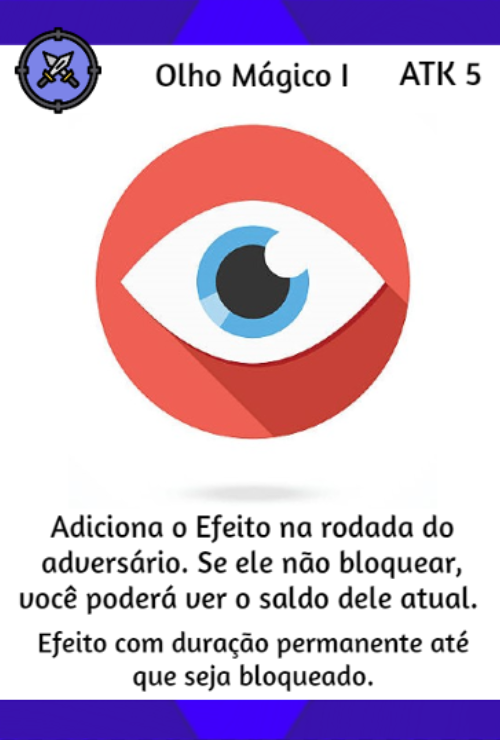 Olho Mágico I
ATK 5
Adiciona o Efeito na rodada do
adversário. Se ele não bloquear,
você poderá ver o saldo dele atual.
Efeito com duração permanente até
que seja bloqueado.